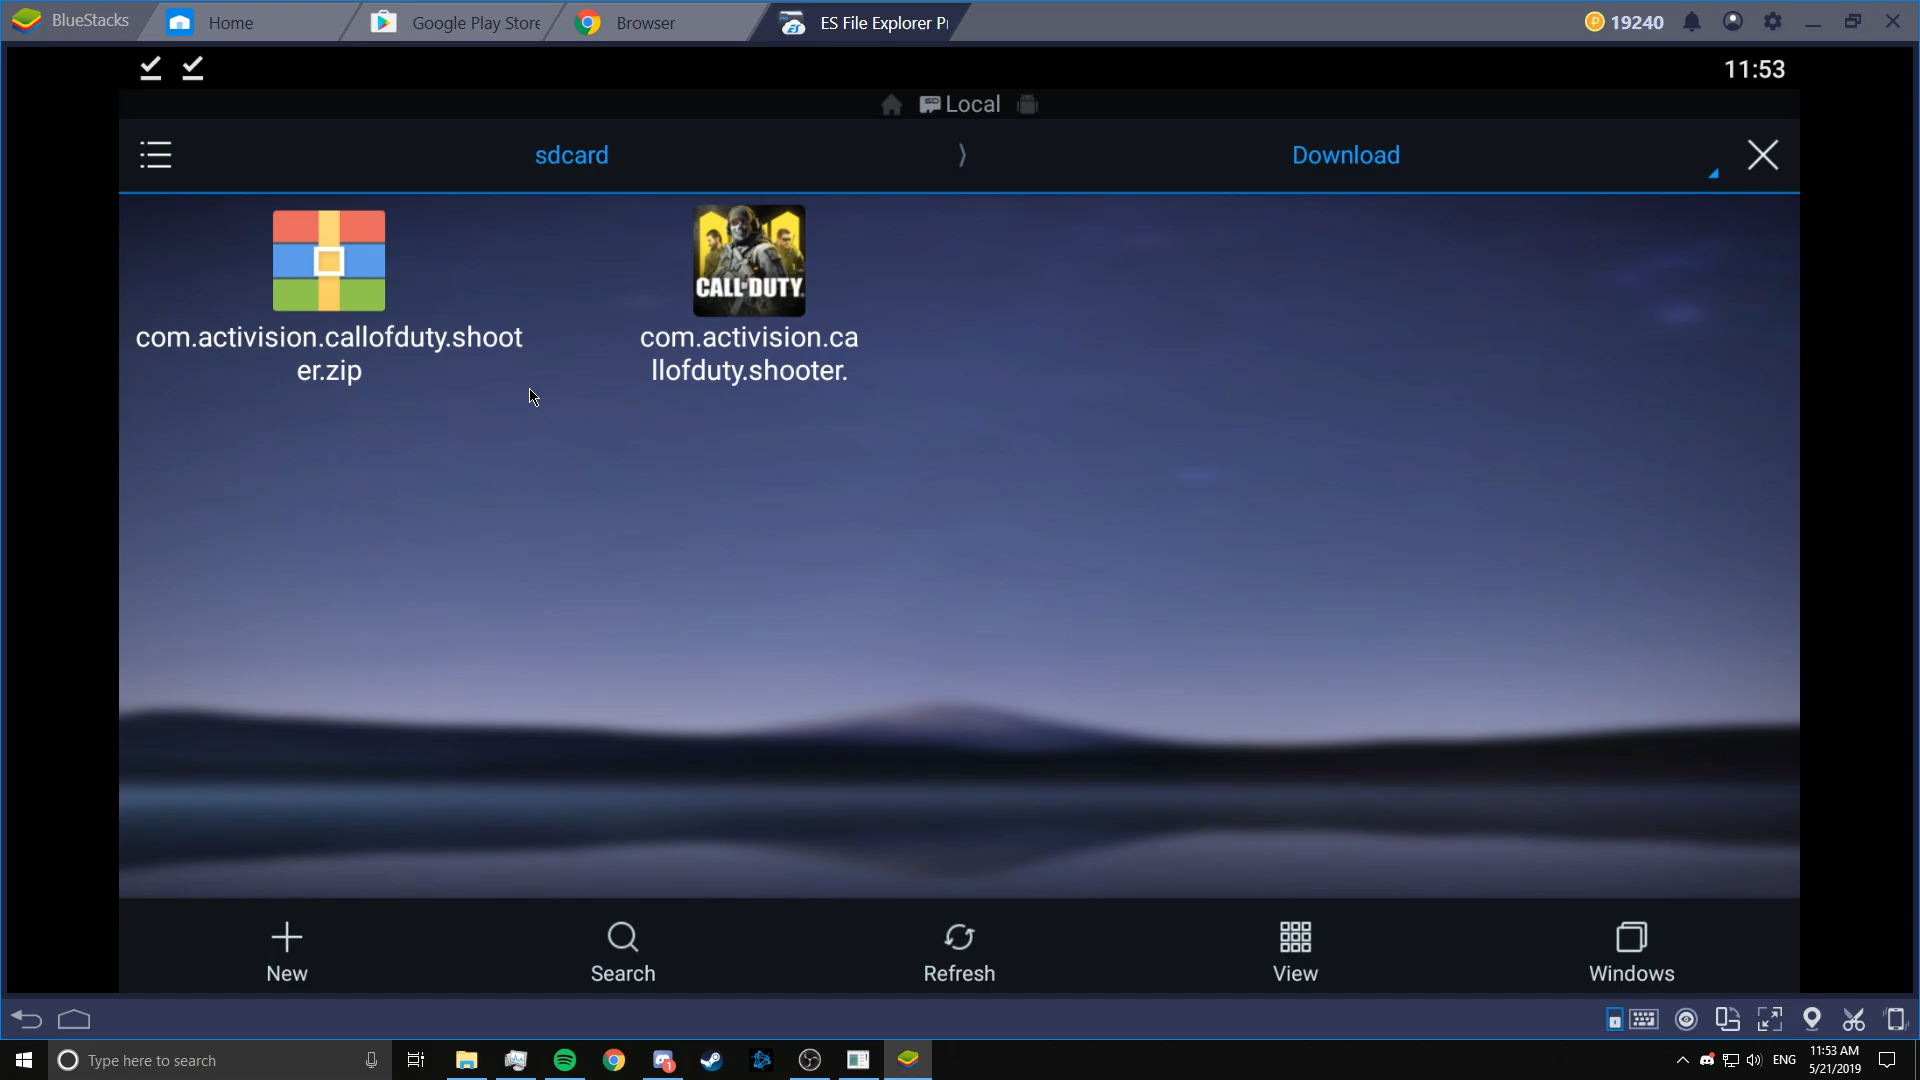 BlueStacks
Home
Google Play Store
Browser
ES File Explorer Pr
19240
11:53
Local
sdcard
Download
CALL OF DUTY
com.activision.callofduty.shoot
er.zip
com.activision.ca
llofduty.shooter.
New
Search
Refresh
View
Windows
Type here to search
1
ENG
11:53 AM
5/21/2019